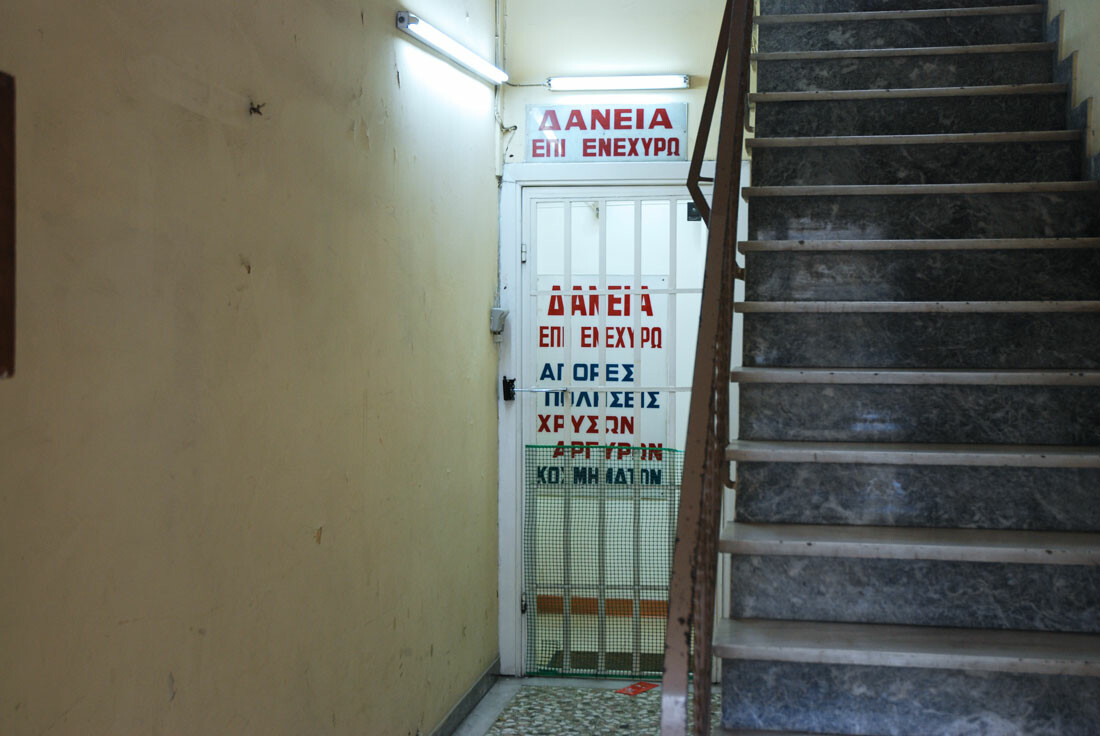 ΔΑΝΕΙΑ
ΕΠΙ ΕΝΕΧΥΡΩ
ΔΑΝΕΙΑ
ΕΠΙ ΕΝΕΧΥΡΩ
ΑΓΟΡΕΣ
ΠΩΛΗΣΕΙΣ
ΧΡΥΣΩΝ
ΑΡΓΥΡΩΝ
ΚΟΣΜΗΜΑΤΩΝ